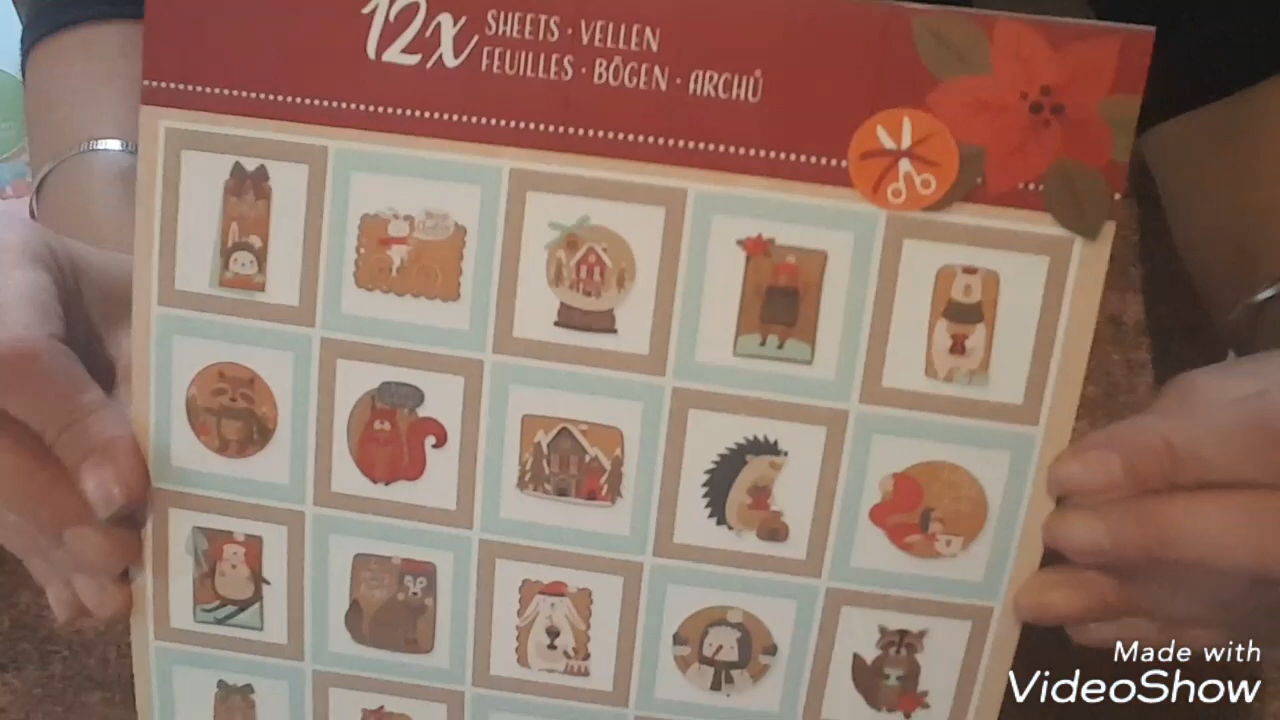 12x SHEETS · VELLEN
FEUILLES · BÖGEN · ARCHŮ
Made with
VideoShow